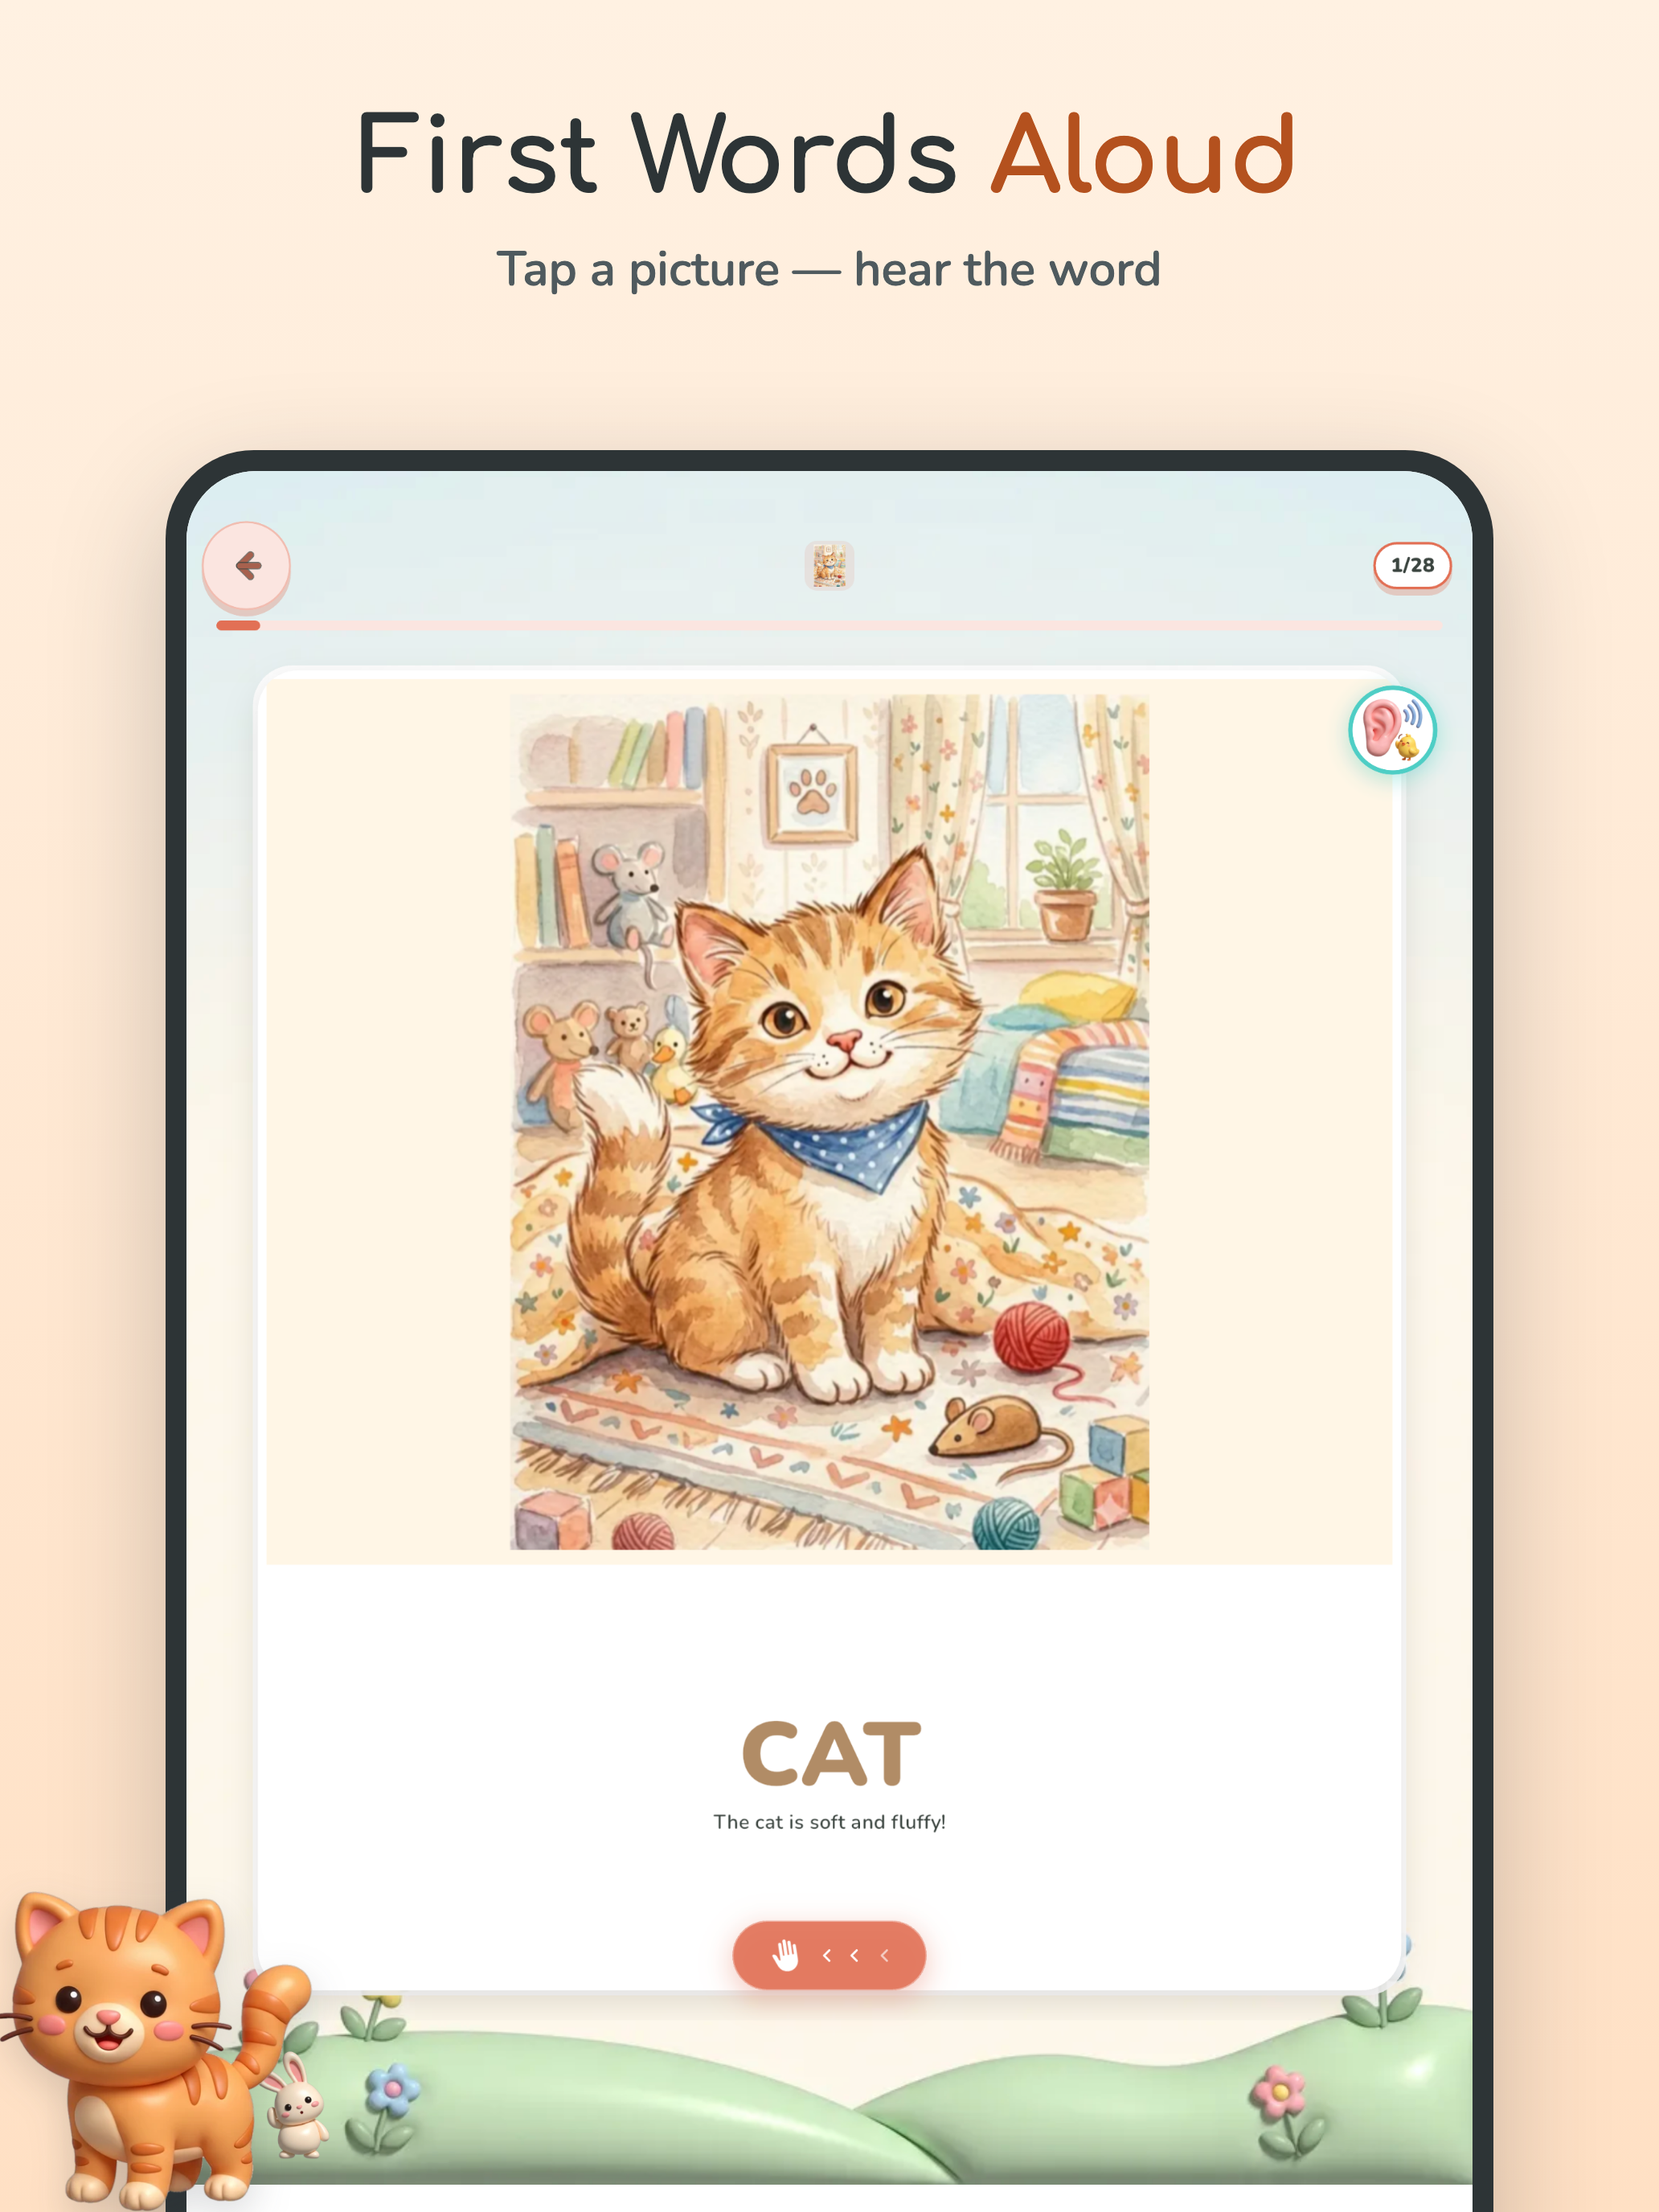 First Words Aloud
Tap a picture — hear the word
1/28
CAT
The cat is soft and fluffy!